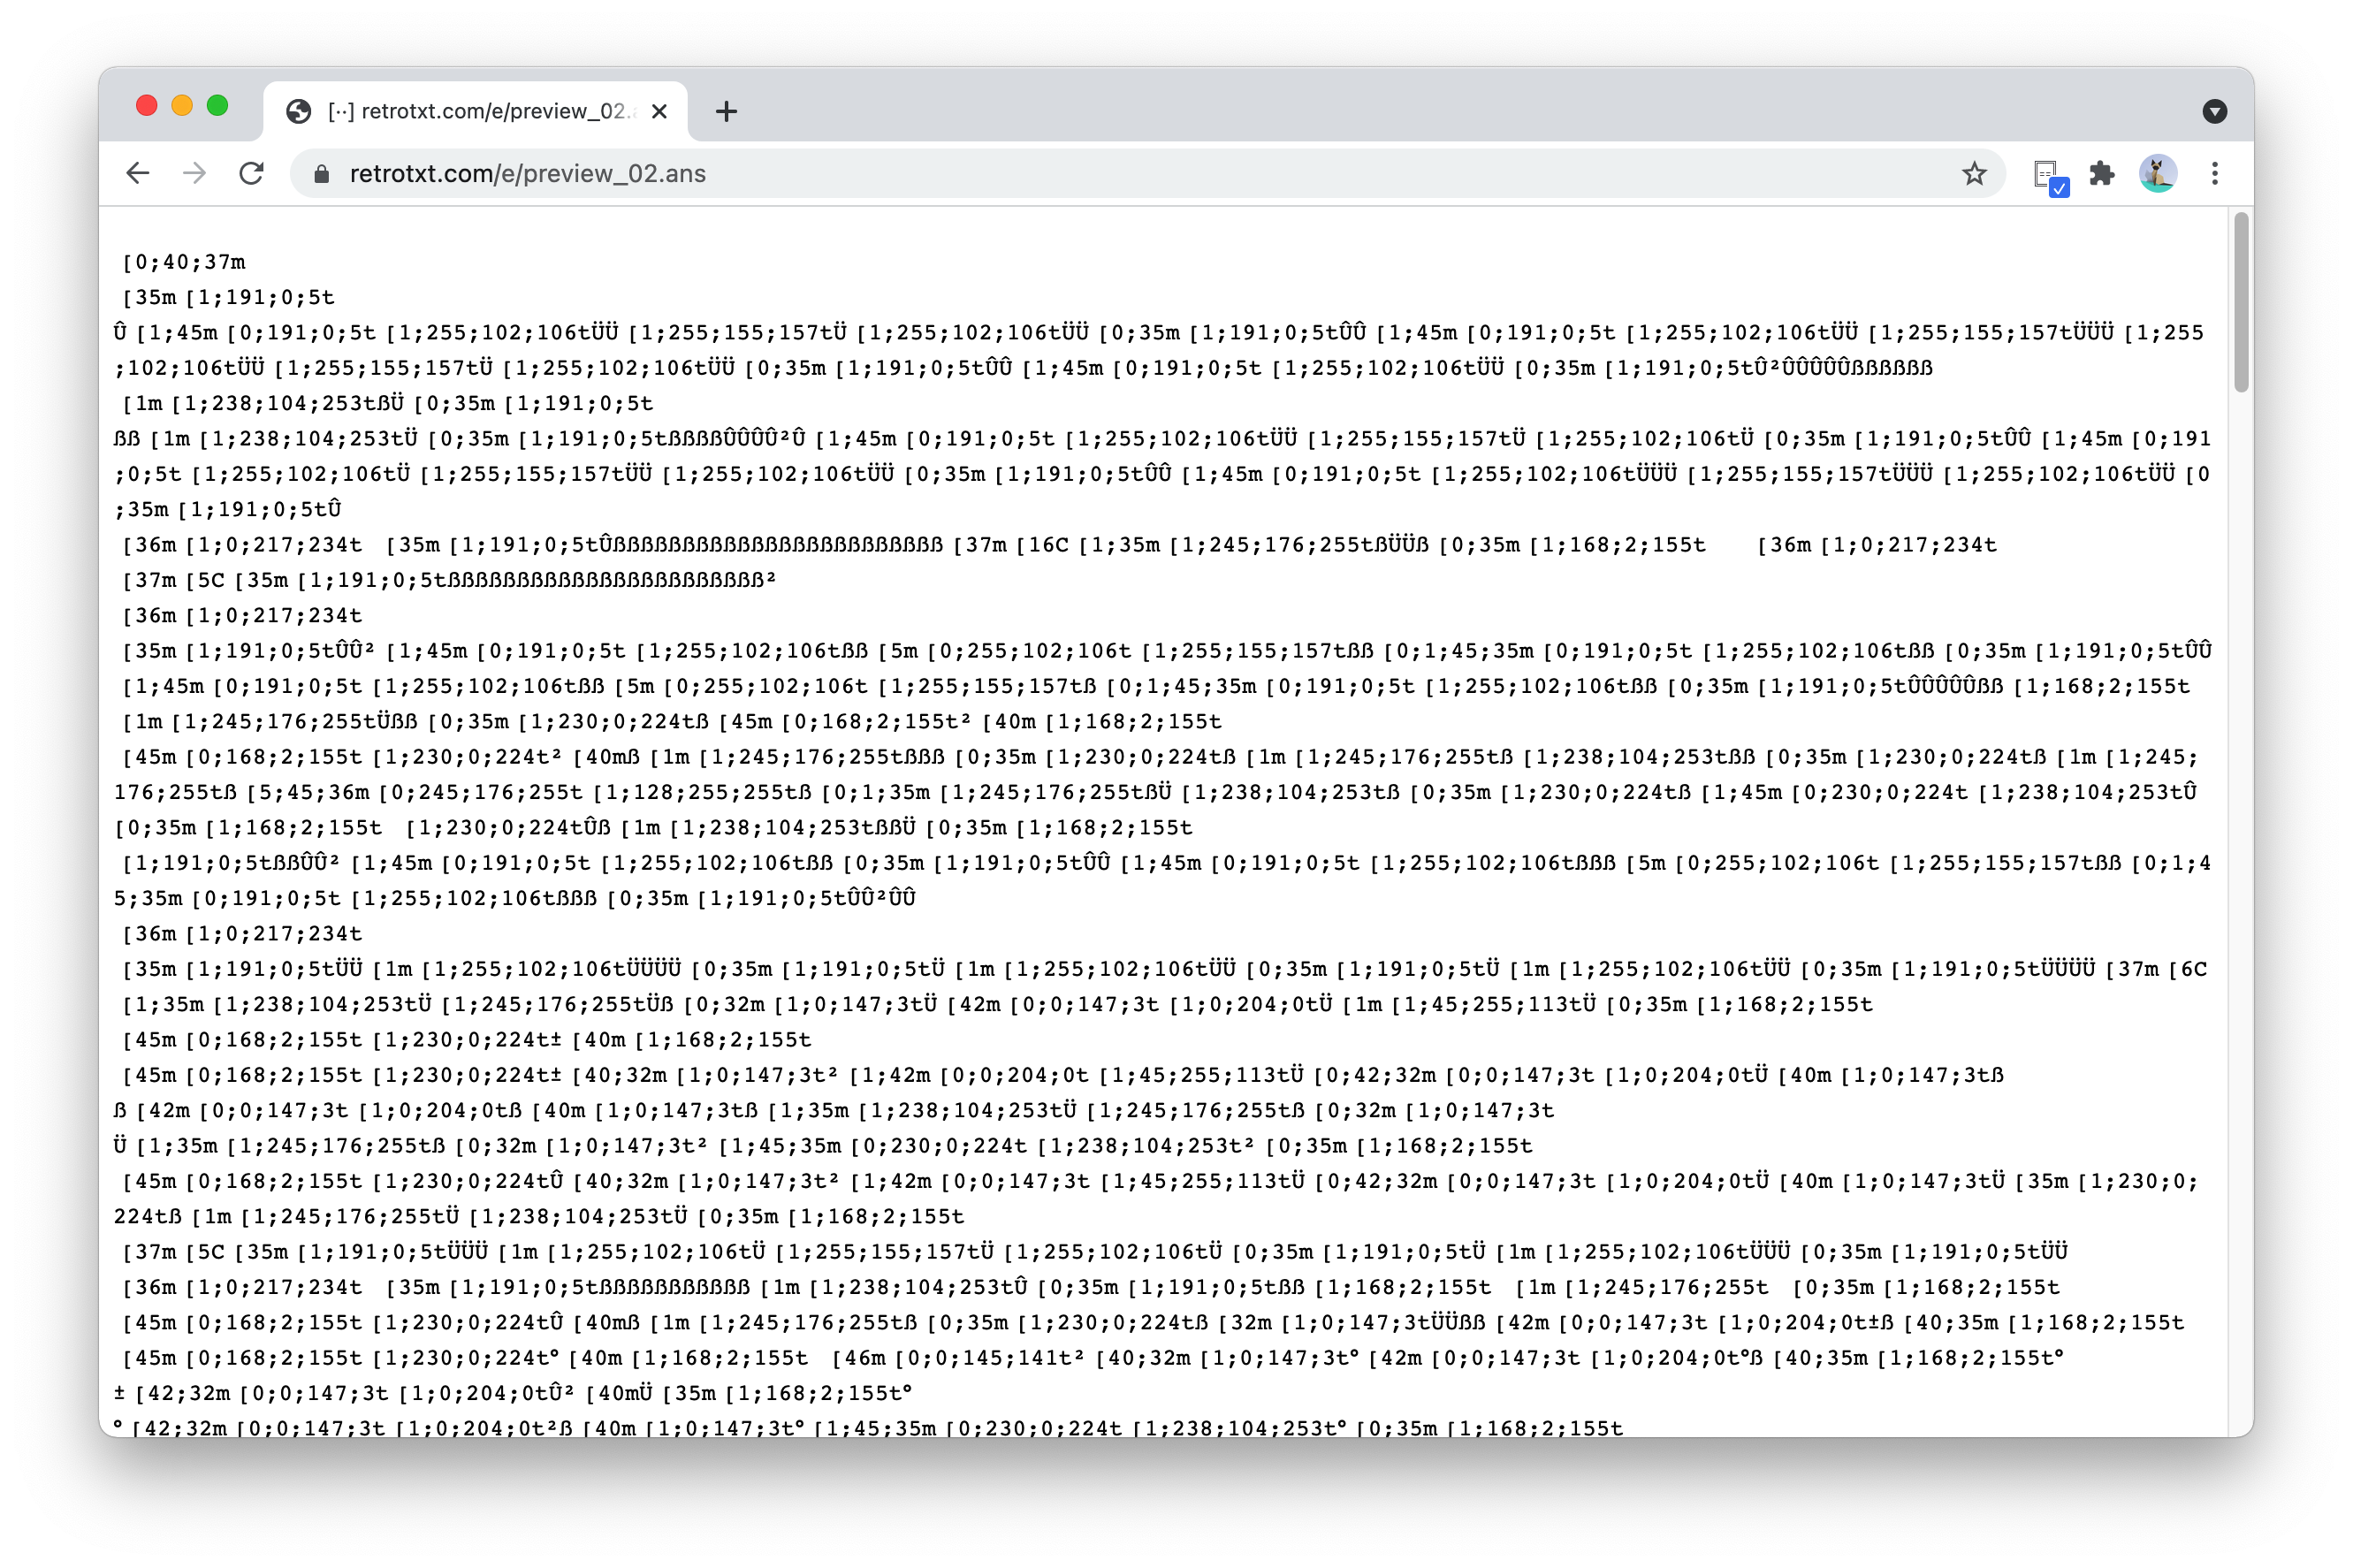 [··] retrotxt.com/e/preview_02.a
retrotxt.com/e/preview_02.ans
[0;40;37m
[35m [1;191;0;5t
Û [1;45m [0;191;0;5t [1;255;102;106tÜÜ [1;255;155;157tÜ [1;255;102;106tÜÜ [0;35m [1;191;0;5tÛÛ [1;45m [0;191;0;5t [1;255;102;106tÜÜ [1;255;155;157tÜÜÜ [1;255
;102;106tÜÜ [1;255;155;157tÜ [1;255;102;106tÜÜ [0;35m [1;191;0;5tÛÛ [1;45m [0;191;0;5t [1;255;102;106tÜÜ [0;35m [1;191;0;5tÛ²ÛÛÛÛÛßßßßßß
[1m [1;238;104;253tßÜ [0;35m [1;191;0;5t
ßß [1m [1;238;104;253tÜ [0;35m [1;191;0;5tßßßßÛÛÛÛ²Û [1;45m [0;191;0;5t [1;255;102;106tÜÜ [1;255;155;157tÜ [1;255;102;106tÜ [0;35m [1;191;0;5tÛÛ [1;45m [0;191
;0;5t [1;255;102;106tÜ [1;255;155;157tÜÜ [1;255;102;106tÜÜ [0;35m [1;191;0;5tÛÛ [1;45m [0;191;0;5t [1;255;102;106tÜÜÜ [1;255;155;157tÜÜÜ [1;255;102;106tÜÜ [0
;35m [1;191;0;5tÛ
[36m [1;0;217;234t [35m [1;191;0;5tÛßßßßßßßßßßßßßßßßßßßßßßßß [37m [16C [1;35m [1;245;176;255tßÜÜß [0;35m [1;168;2;155t [36m [1;0;217;234t
[37m [5C [35m [1;191;0;5tßßßßßßßßßßßßßßßßßßßßßßß²
[36m [1;0;217;234t
[35m [1;191;0;5tÛÛ² [1;45m [0;191;0;5t [1;255;102;106tßß [5m [0;255;102;106t [1;255;155;157tßß [0;1;45;35m [0;191;0;5t [1;255;102;106tßß [0;35m [1;191;0;5tÛÛ
[1;45m [0;191;0;5t [1;255;102;106tßß [5m [0;255;102;106t [1;255;155;157tß [0;1;45;35m [0;191;0;5t [1;255;102;106tßß [0;35m [1;191;0;5tÛÛÛÛÛßß [1;168;2;155t
[1m [1;245;176;255tÜßß [0;35m [1;230;0;224tß [45m [0;168;2;155t² [40m [1;168;2;155t
[45m [0;168;2;155t [1;230;0;224t² [40mß [1m [1;245;176;255tßßß [0;35m [1;230;0;224tß [1m [1;245;176;255tß [1;238;104;253tßß [0;35m [1;230;0;224tß [1m [1;245;
176;255tß [5;45;36m [0;245;176;255t [1;128;255;255tß [0;1;35m [1;245;176;255tßÜ [1;238;104;253tß [0;35m [1;230;0;224tß [1;45m [0;230;0;224t [1;238;104;253tÛ
[0;35m [1;168;2;155t [1;230;0;224tÛß [1m [1;238;104;253tßßÜ [0;35m [1;168;2;155t
[1;191;0;5tßßÛÛ² [1;45m [0;191;0;5t [1;255;102;106tßß [0;35m [1;191;0;5tÛÛ [1;45m [0;191;0;5t [1;255;102;106tßßß [5m [0;255;102;106t [1;255;155;157tßß [0;1;4
5;35m [0;191;0;5t [1;255;102;106tßßß [0;35m [1;191;0;5tÛÛ²ÛÛ
[36m [1;0;217;234t
[35m [1;191;0;5tÜÜ [1m [1;255;102;106tÜÜÜÜ [0;35m [1;191;0;5tÜ [1m [1;255;102;106tÜÜ [0;35m [1;191;0;5tÜ [1m [1;255;102;106tÜÜ [0;35m [1;191;0;5tÜÜÜÜ [37m [6C
[1;35m [1;238;104;253tÜ [1;245;176;255tÜß [0;32m [1;0;147;3tÜ [42m [0;0;147;3t [1;0;204;0tÜ [1m [1;45;255;113tÜ [0;35m [1;168;2;155t
[45m [0;168;2;155t [1;230;0;224t± [40m [1;168;2;155t
[45m [0;168;2;155t [1;230;0;224t± [40;32m [1;0;147;3t² [1;42m [0;0;204;0t [1;45;255;113tÜ [0;42;32m [0;0;147;3t [1;0;204;0tÜ [40m [1;0;147;3tß
ß [42m [0;0;147;3t [1;0;204;0tß [40m [1;0;147;3tß [1;35m [1;238;104;253tÜ [1;245;176;255tß [0;32m [1;0;147;3t
Ü [1;35m [1;245;176;255tß [0;32m [1;0;147;3t² [1;45;35m [0;230;0;224t [1;238;104;253t² [0;35m [1;168;2;155t
[45m [0;168;2;155t [1;230;0;224tÛ [40;32m [1;0;147;3t² [1;42m [0;0;147;3t [1;45;255;113tÜ [0;42;32m [0;0;147;3t [1;0;204;0tÜ [40m [1;0;147;3tÜ [35m [1;230;0;
224tß [1m [1;245;176;255tÜ [1;238;104;253tÜ [0;35m [1;168;2;155t
[37m [5C [35m [1;191;0;5tÜÜÜ [1m [1;255;102;106tÜ [1;255;155;157tÜ [1;255;102;106tÜ [0;35m [1;191;0;5tÜ [1m [1;255;102;106tÜÜÜ [0;35m [1;191;0;5tÜÜ
[36m [1;0;217;234t [35m [1;191;0;5tßßßßßßßßßßß [1m [1;238;104;253tÛ [0;35m [1;191;0;5tßß [1;168;2;155t [1m [1;245;176;255t [0;35m [1;168;2;155t
[45m [0;168;2;155t [1;230;0;224tÛ [40mß [1m [1;245;176;255tß [0;35m [1;230;0;224tß [32m [1;0;147;3tÜÜßß [42m [0;0;147;3t [1;0;204;0t±ß [40;35m [1;168;2;155t
[45m [0;168;2;155t [1;230;0;224t° [40m [1;168;2;155t [46m [0;0;145;141t² [40;32m [1;0;147;3t° [42m [0;0;147;3t [1;0;204;0t°ß [40;35m [1;168;2;155t°
± [42;32m [0;0;147;3t [1;0;204;0tÛ² [40mÜ [35m [1;168;2;155t°
° [42;32m [0;0;147;3t [1;0;204;0t²ß [40m [1;0;147;3t° [1;45;35m [0;230;0;224t [1;238;104;253t° [0;35m [1;168;2;155t